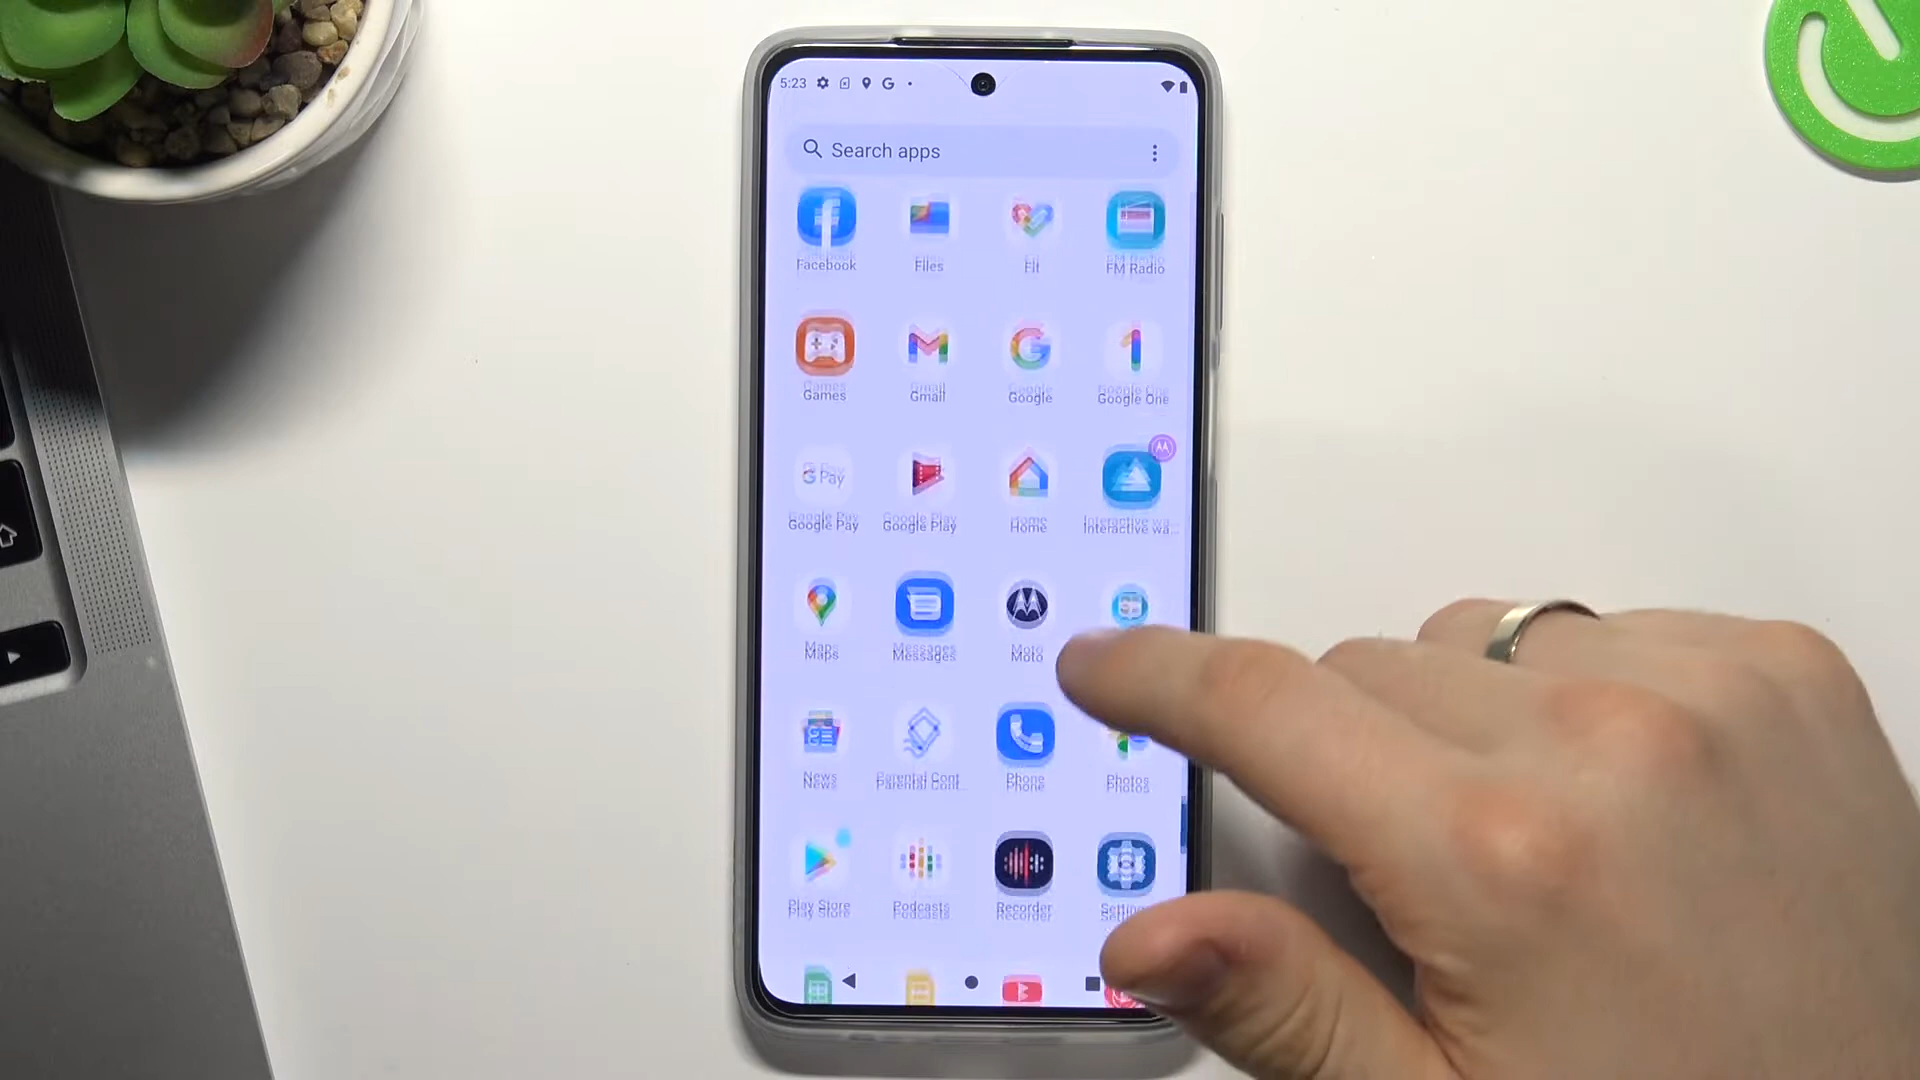 5:23
Search apps
Facebook Files Fit FM Radio
Games Gmail Google Google One
G Pay
Google Pay Google Play Home Interactive wa...
Maps Messages Moto
News Parental Cont... Phone Photos
Play Store Podcasts Recorder